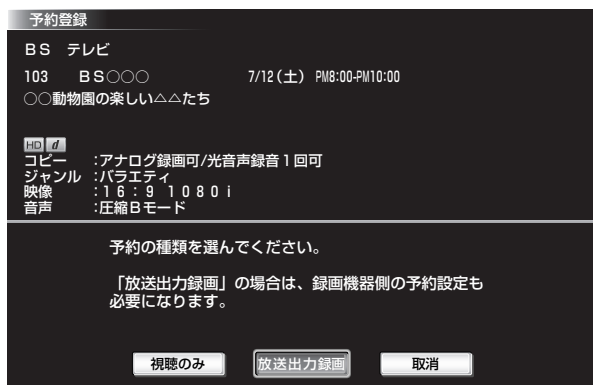 予約登録
BS テレビ
103 BS○○○ 7/12(土) PM8:00-PM10:00
○○動物園の楽しい△△たち
HD d
コピー :アナログ録画可/光音声録音1回可
ジャンル :バラエティ
映像 :16:9 1080i
音声 :圧縮Bモード
予約の種類を選んでください。
「放送出力録画」の場合は、録画機器側の予約設定も
必要になります。
視聴のみ 放送出力録画 取消